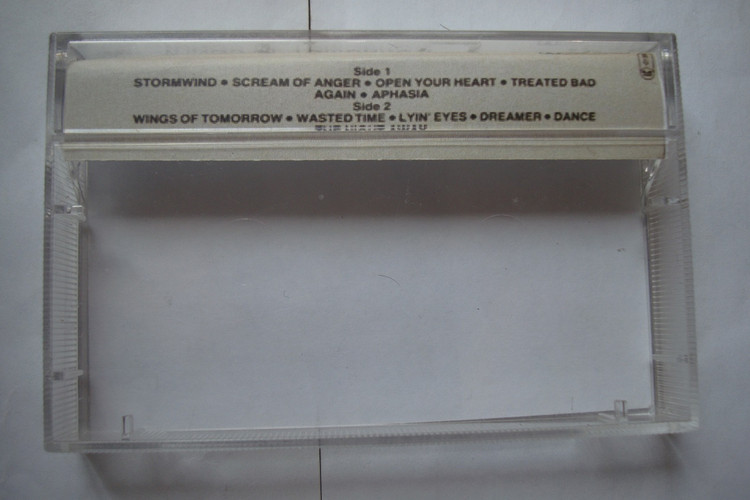 Side 1
STORMWIND • SCREAM OF ANGER • OPEN YOUR HEART • TREATED BAD
AGAIN • APHASIA
Side 2
WINGS OF TOMORROW • WASTED TIME • LYIN' EYES • DREAMER • DANCE